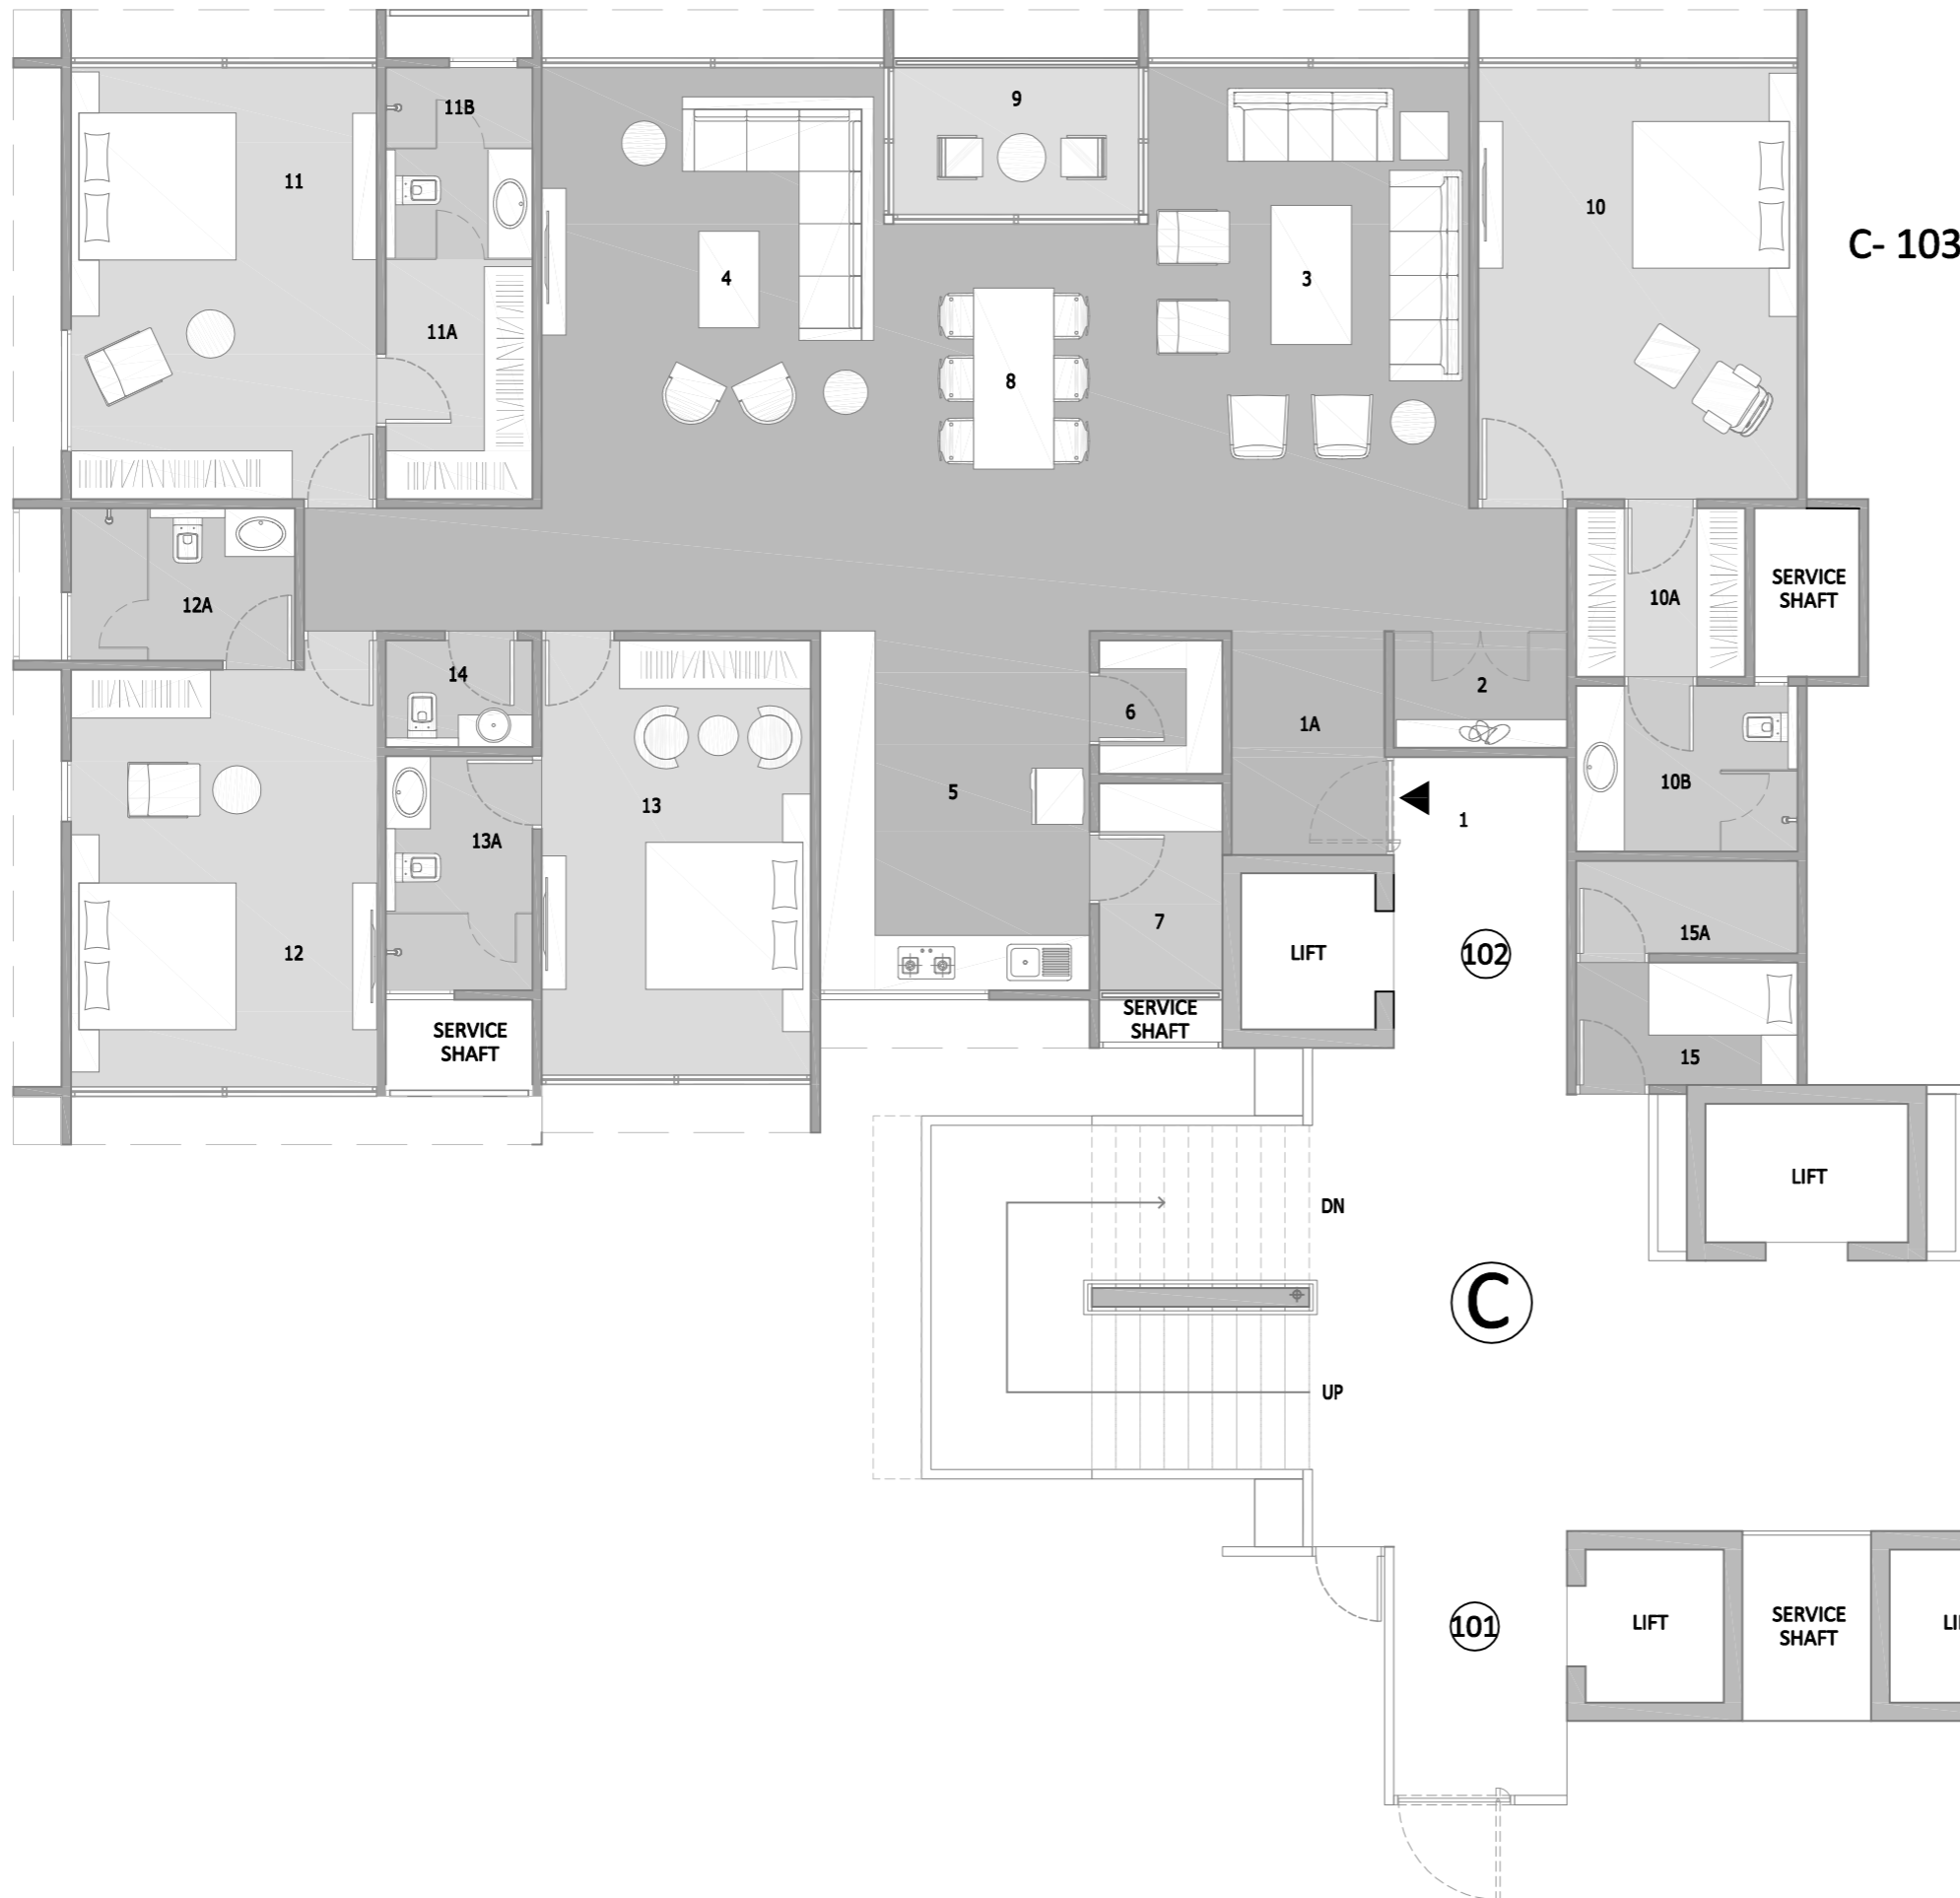 11B
9
11
10
C- 103
4
3
11A
8
12A
10A
SERVICE
SHAFT
14
2
6
1A
10B
5
13
1
13A
7
15A
12
LIFT
102
SERVICE
SHAFT
SERVICE
SHAFT
15
LIFT
DN
C
UP
101
LIFT
SERVICE
SHAFT